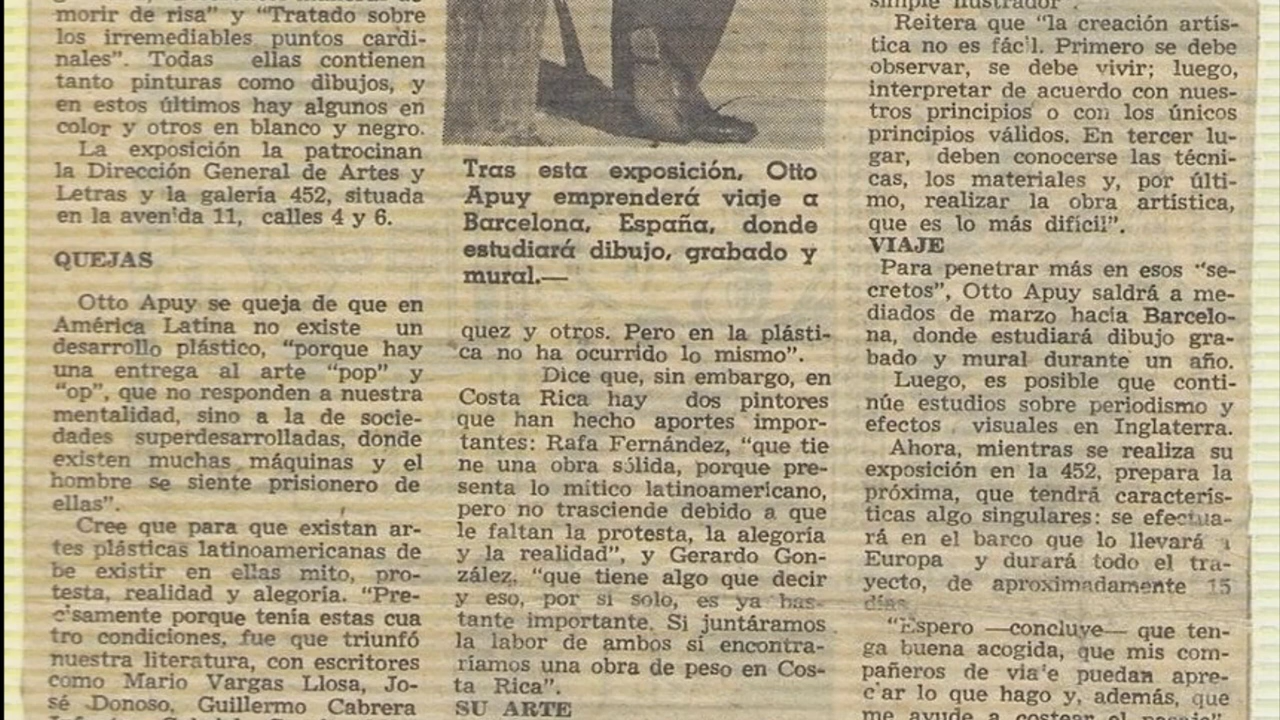 morir de risa" y "Tratado sobre
los irremediables puntos cardi-
nales". Todas ellas contienen
tanto pinturas como dibujos, y
en estos últimos hay algunos en
color y otros en blanco y negro.
La exposición la patrocinan
la Dirección General de Artes y
Letras y la galería 452, situada
en la avenida 11, calles 4 y 6.
QUEJAS
Otto Apuy se queja de que en
América Latina no existe un
desarrollo plástico, "porque hay
una entrega al arte "pop" y
"op", que no responden a nuestra
mentalidad, sino a la de socie-
dades superdesarrolladas, donde
existen muchas máquinas y el
hombre se siente prisionero de
ellas".
Cree que para que existan ar-
tes plásticas latinoamericanas de
be existir en ellas mito, pro-
testa, realidad y alegoría. "Pre-
cisamente porque tenía estas cua
tro condiciones, fue que triunfó
nuestra literatura, con escritores
como Mario Vargas Llosa, Jo-
sé Donoso, Guillermo Cabrera
Tras esta exposición, Otto
Apuy emprenderá viaje a
Barcelona, España, donde
estudiará dibujo, grabado y
mural.—
quez y otros. Pero en la plásti-
ca no ha ocurrido lo mismo".
Dice que, sin embargo, en
Costa Rica hay dos pintores
que han hecho aportes impor-
tantes: Rafa Fernández, "que tie
ne una obra sólida, porque pre-
senta lo mítico latinoamericano,
pero no trasciende debido a que
le faltan la protesta, la alegoría
y la realidad", y Gerardo Gon-
zález, "que tiene algo que decir
y eso, por si solo, es ya bas-
tante importante. Si juntáramos
la labor de ambos sí encontra-
ríamos una obra de peso en Cos-
ta Rica".
SU ARTE
simple ilustrador".
Reitera que "la creación artís-
tica no es fácil. Primero se debe
observar, se debe vivir; luego,
interpretar de acuerdo con nues-
tros principios o con los únicos
principios válidos. En tercer lu-
gar, deben conocerse las técni-
cas, los materiales y, por últi-
mo, realizar la obra artística,
que es lo más difícil".
VIAJE
Para penetrar más en esos "se-
cretos", Otto Apuy saldrá a me-
diados de marzo hacia Barcelo-
na, donde estudiará dibujo gra-
bado y mural durante un año.
Luego, es posible que conti-
núe estudios sobre periodismo y
efectos visuales en Inglaterra.
Ahora, mientras se realiza su
exposición en la 452, prepara la
próxima, que tendrá caracterís-
ticas algo singulares: se efectua-
rá en el barco que lo llevará a
Europa y durará todo el tra-
yecto, de aproximadamente 15
días.
"Espero —concluye— que ten-
ga buena acogida, que mis com-
pañeros de viaje puedan apre-
ciar lo que hago y, además, que
me ayude a costear el pasaje".